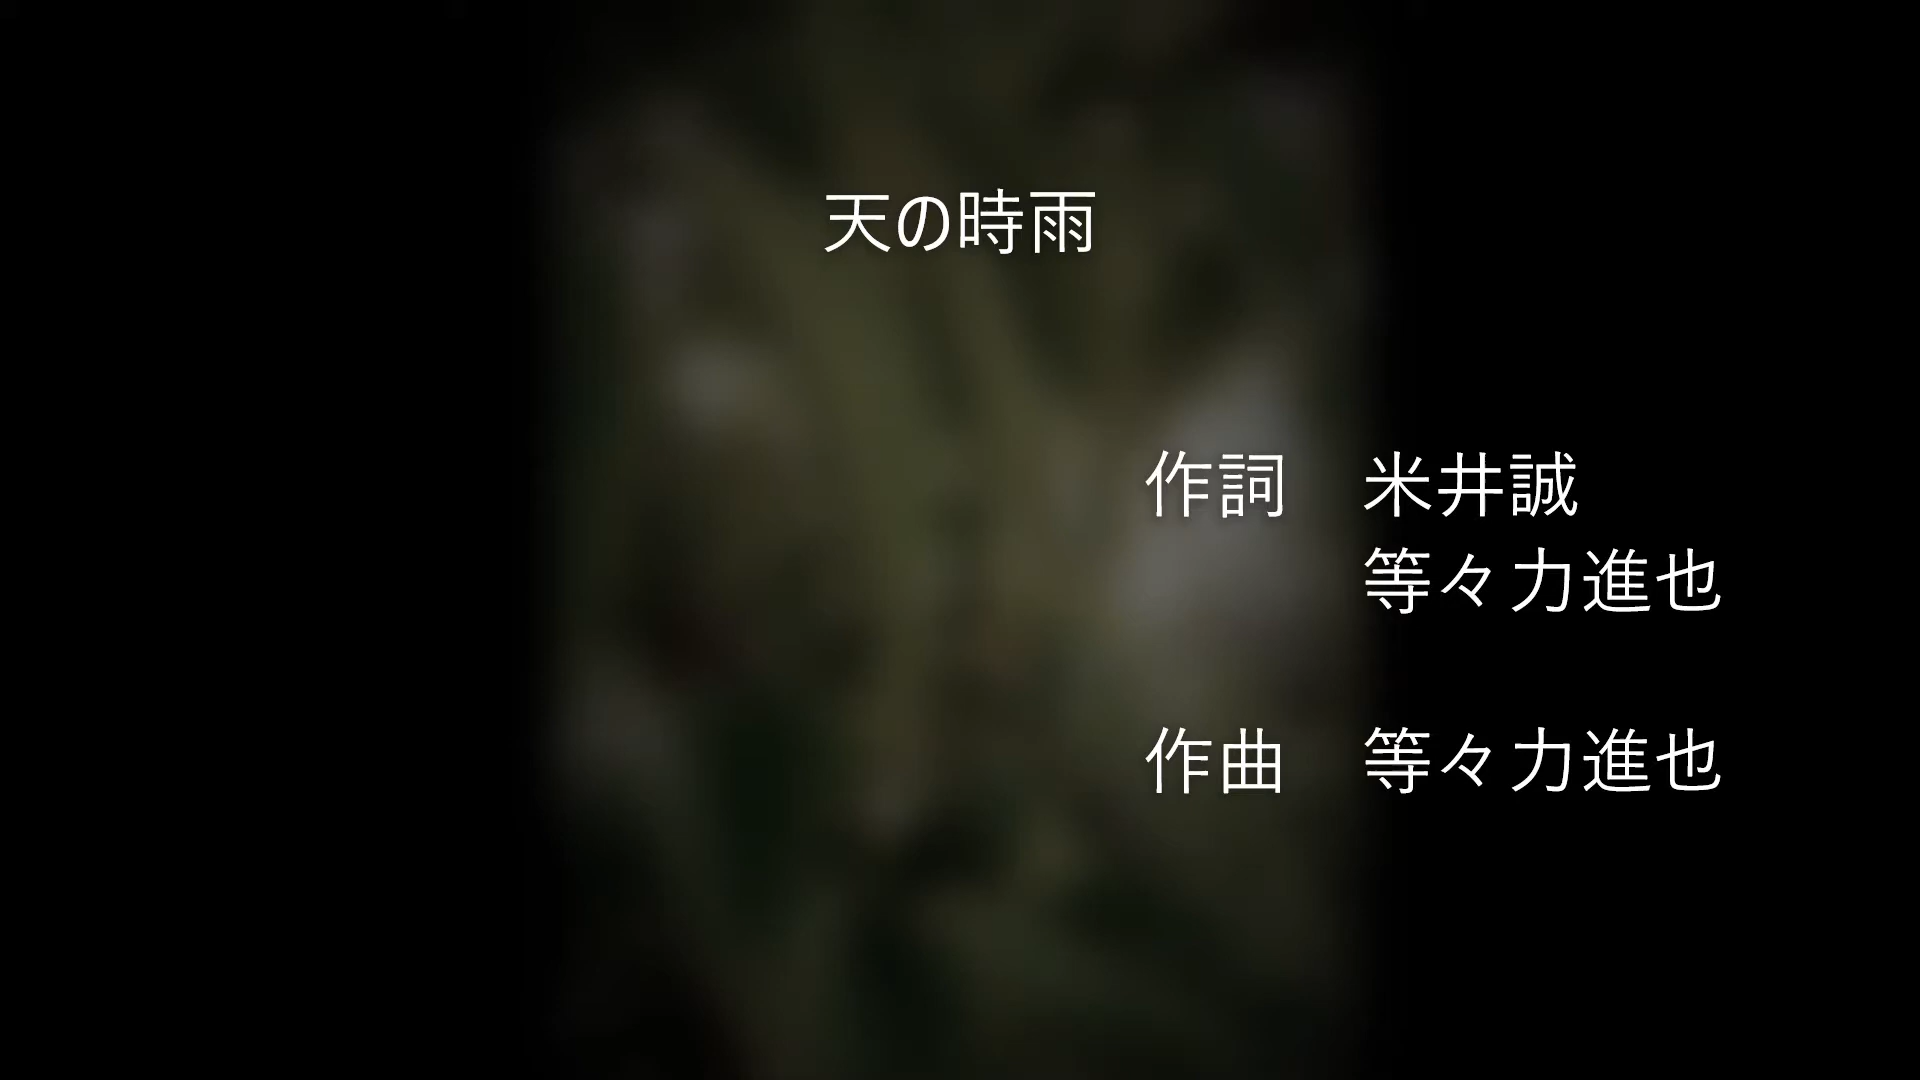 天の時雨
作詞　米井誠
等々力進也
作曲　等々力進也